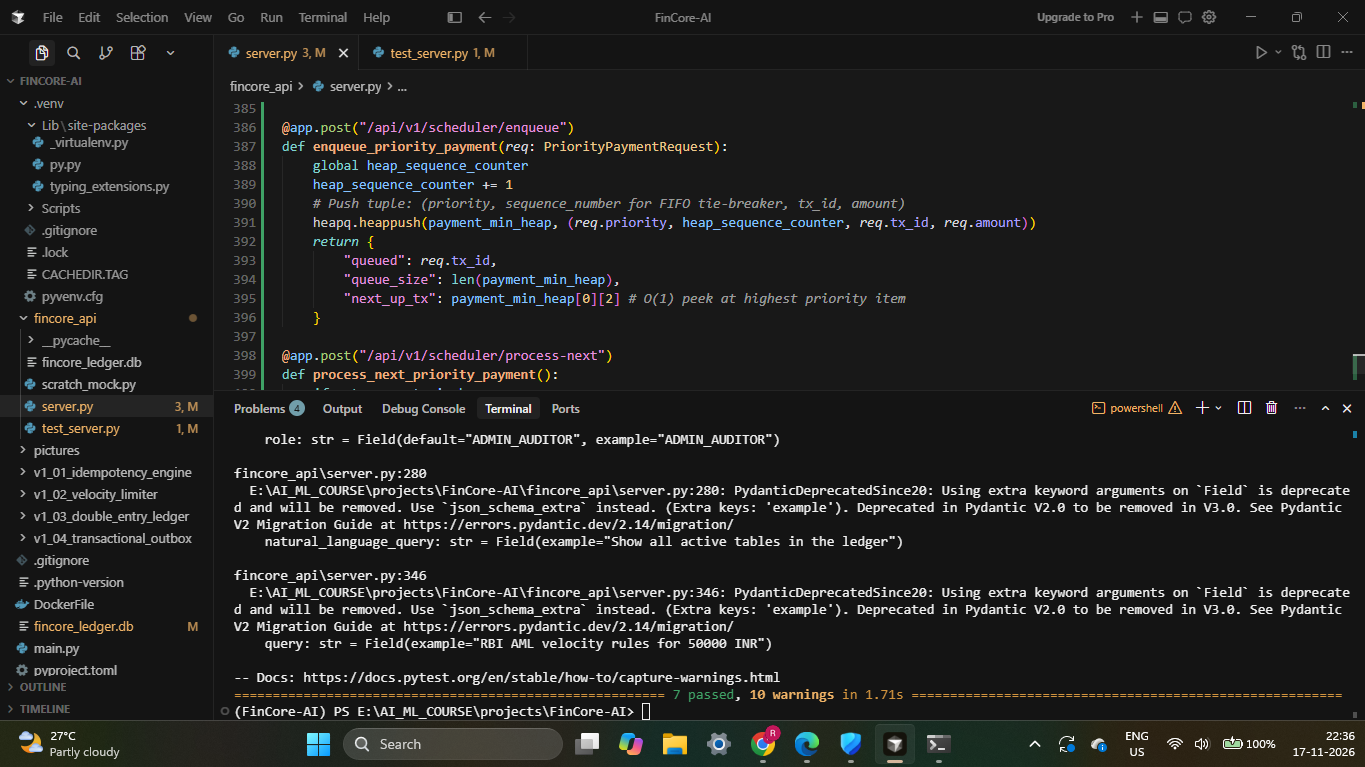 File Edit Selection View Go Run Terminal Help
FinCore-AI
Upgrade to Pro
server.py 3, M
test_server.py 1, M
FINCORE-AI
.venv
Lib\site-packages
_virtualenv.py
py.py
typing_extensions.py
Scripts
.gitignore
.lock
CACHEDIR.TAG
pyvenv.cfg
fincore_api
__pycache__
fincore_ledger.db
scratch_mock.py
server.py 3, M
test_server.py 1, M
pictures
v1_01_idempotency_engine
v1_02_velocity_limiter
v1_03_double_entry_ledger
v1_04_transactional_outbox
.gitignore
.python-version
DockerFile
fincore_ledger.db M
main.py
pyproject.toml
OUTLINE
TIMELINE
fincore_api > server.py > ...
385
386 @app.post("/api/v1/scheduler/enqueue")
387 def enqueue_priority_payment(req: PriorityPaymentRequest):
388 global heap_sequence_counter
389 heap_sequence_counter += 1
390 # Push tuple: (priority, sequence_number for FIFO tie-breaker, tx_id, amount)
391 heapq.heappush(payment_min_heap, (req.priority, heap_sequence_counter, req.tx_id, req.amount))
392 return {
393 "queued": req.tx_id,
394 "queue_size": len(payment_min_heap),
395 "next_up_tx": payment_min_heap[0][2] # O(1) peek at highest priority item
396 }
397
398 @app.post("/api/v1/scheduler/process-next")
399 def process_next_priority_payment():
Problems 4 Output Debug Console Terminal Ports
powershell
role: str = Field(default="ADMIN_AUDITOR", example="ADMIN_AUDITOR")
fincore_api\server.py:280
E:\AI_ML_COURSE\projects\FinCore-AI\fincore_api\server.py:280: PydanticDeprecatedSince20: Using extra keyword arguments on `Field` is deprecate
d and will be removed. Use `json_schema_extra` instead. (Extra keys: 'example'). Deprecated in Pydantic V2.0 to be removed in V3.0. See Pydantic
V2 Migration Guide at https://errors.pydantic.dev/2.14/migration/
natural_language_query: str = Field(example="Show all active tables in the ledger")
fincore_api\server.py:346
E:\AI_ML_COURSE\projects\FinCore-AI\fincore_api\server.py:346: PydanticDeprecatedSince20: Using extra keyword arguments on `Field` is deprecate
d and will be removed. Use `json_schema_extra` instead. (Extra keys: 'example'). Deprecated in Pydantic V2.0 to be removed in V3.0. See Pydantic
V2 Migration Guide at https://errors.pydantic.dev/2.14/migration/
query: str = Field(example="RBI AML velocity rules for 50000 INR")
-- Docs: https://docs.pytest.org/en/stable/how-to/capture-warnings.html
7 passed, 10 warnings in 1.71s
(FinCore-AI) PS E:\AI_ML_COURSE\projects\FinCore-AI>
27°C
Partly cloudy
Search
R
ENG
US
100%
22:36
17-11-2026